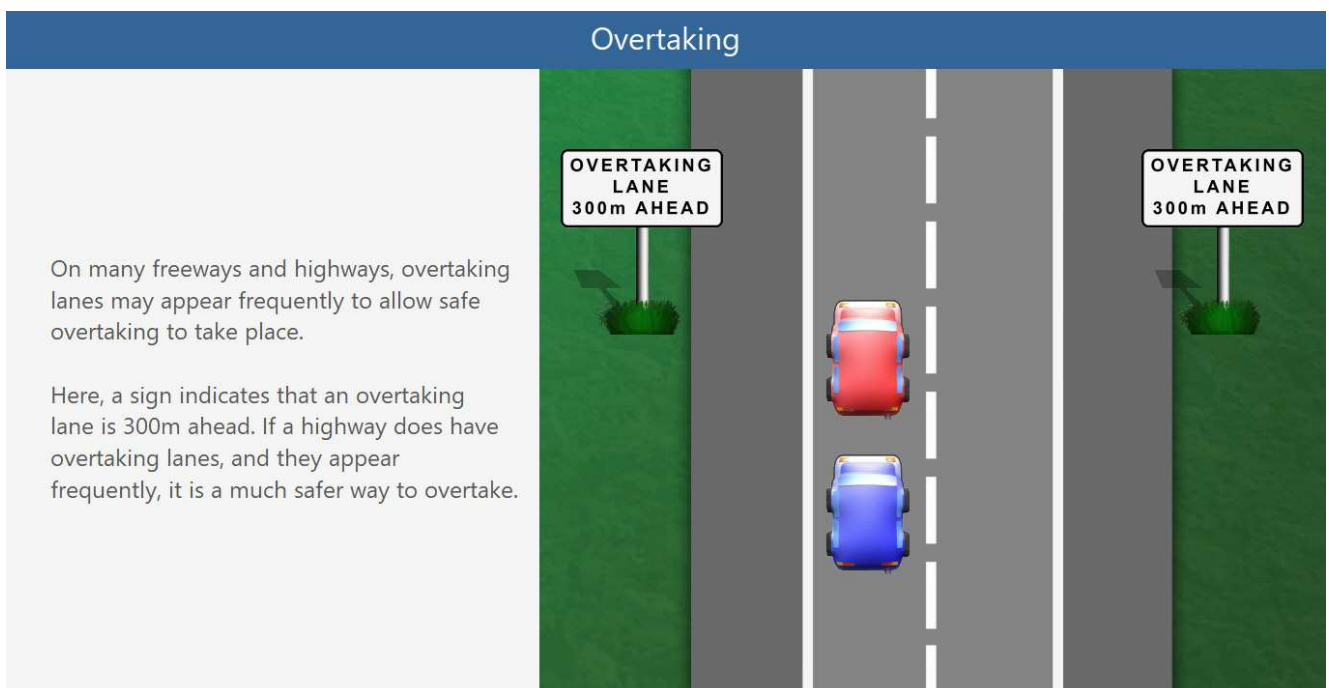 Overtaking
On many freeways and highways, overtaking
lanes may appear frequently to allow safe
overtaking to take place.
Here, a sign indicates that an overtaking
lane is 300m ahead. If a highway does have
overtaking lanes, and they appear
frequently, it is a much safer way to overtake.
OVERTAKING
LANE
300m AHEAD
OVERTAKING
LANE
300m AHEAD